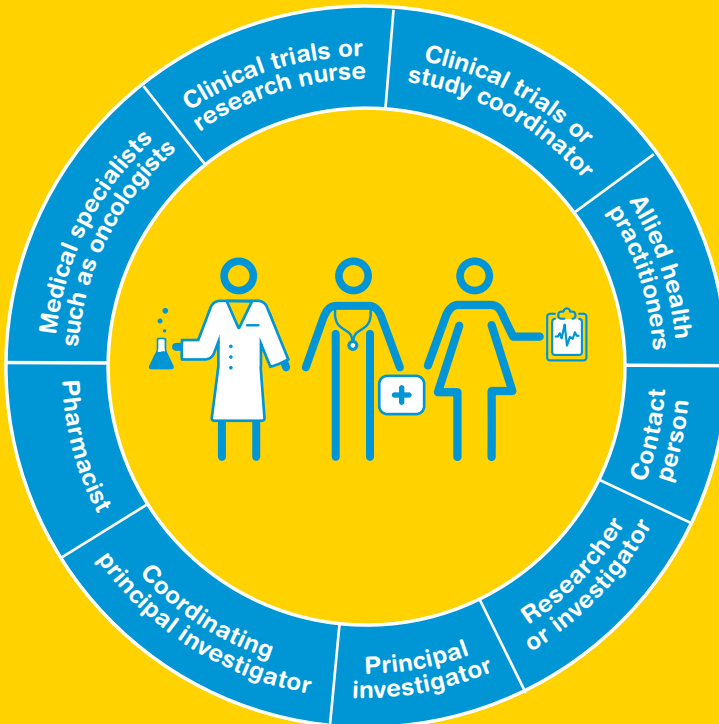 Clinical trials or
research nurse
Clinical trials or
study coordinator
Allied health
practitioners
Contact
person
Researcher
or investigator
Principal
investigator
Coordinating
principal investigator
Pharmacist
Medical specialists
such as oncologists